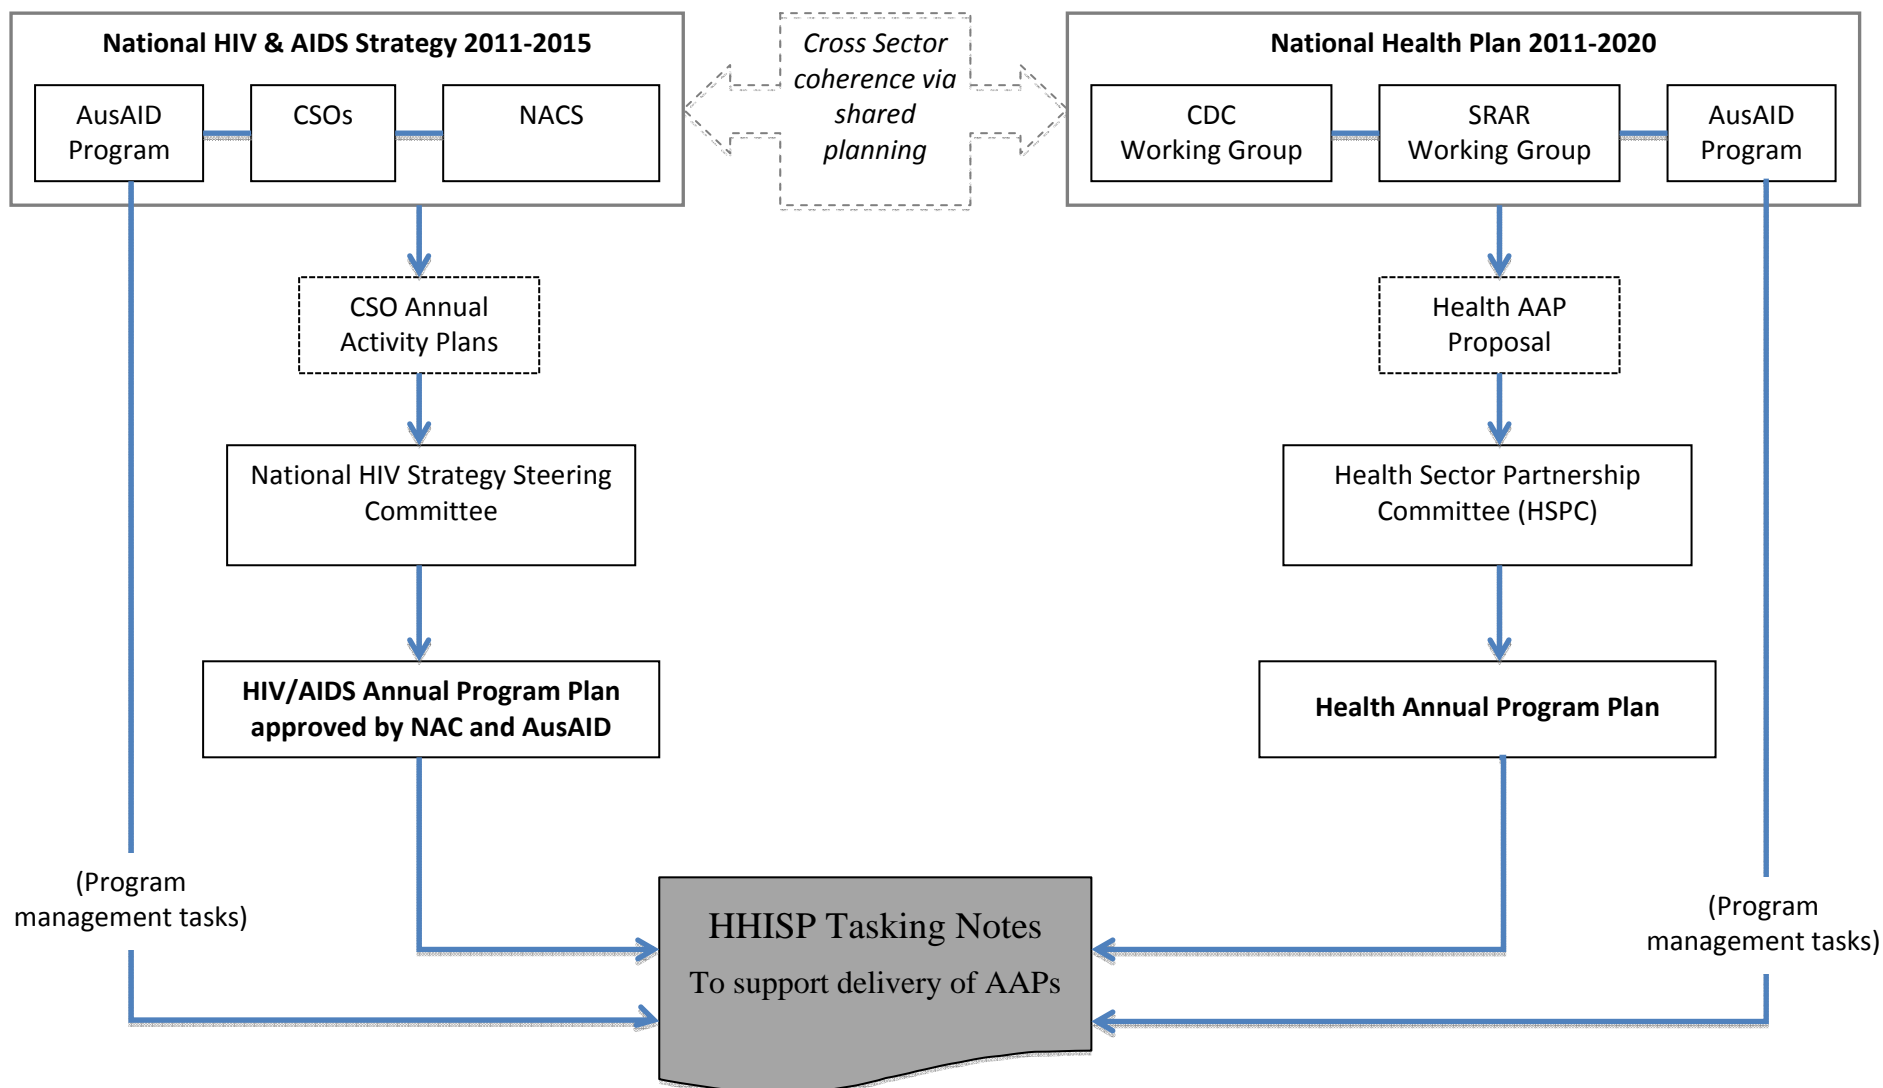 National HIV & AIDS Strategy 2011-2015
AusAID
Program
CSOs
NACS
Cross Sector
coherence via
shared
planning
National Health Plan 2011-2020
CDC
Working Group
SRAR
Working Group
AusAID
Program
CSO Annual
Activity Plans
Health AAP
Proposal
National HIV Strategy Steering
Committee
Health Sector Partnership
Committee (HSPC)
HIV/AIDS Annual Program Plan
approved by NAC and AusAID
Health Annual Program Plan
(Program
management tasks)
HHISP Tasking Notes
To support delivery of AAPs
(Program
management tasks)